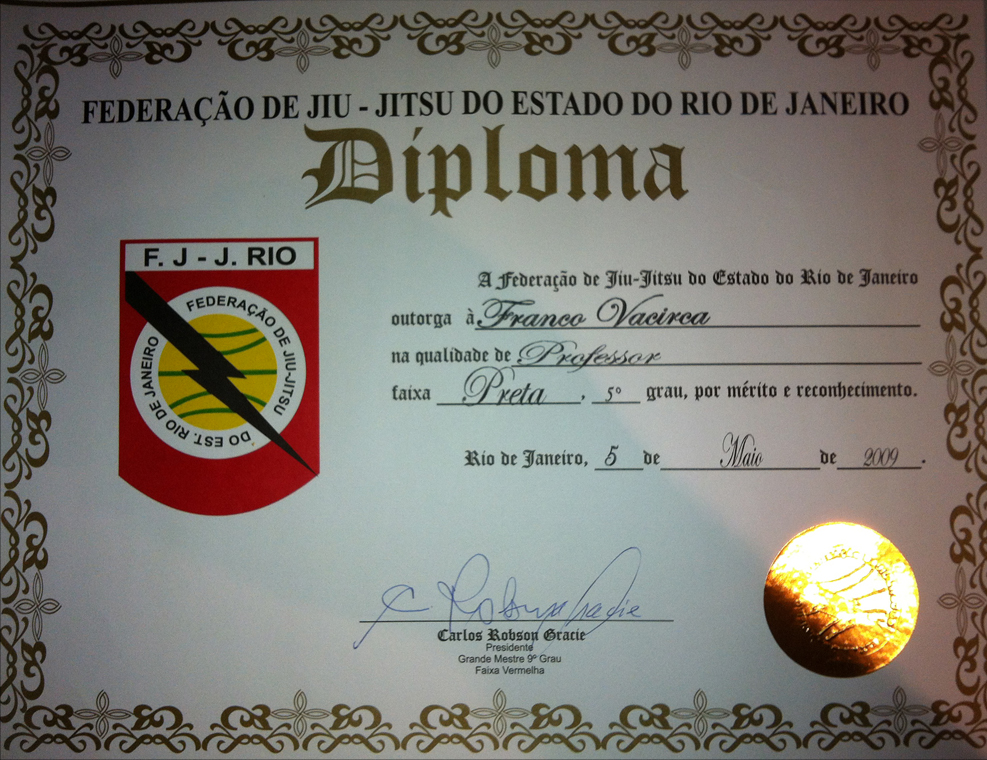 FEDERAÇÃO DE JIU - JITSU DO ESTADO DO RIO DE JANEIRO
Diploma
F. J - J. RIO
FEDERAÇÃO DE JIU-JITSU
DO EST. RIO DE JANEIRO
A Federação de Jiu-Jitsu do Estado do Rio de Janeiro
outorga à Franco Vacirca
na qualidade de Professor
faixa Preta, 5° grau, por mérito e reconhecimento.
Rio de Janeiro, 5 de Maio de 2009.
C Robson Gracie
Carlos Robson Gracie
Presidente
Grande Mestre 9º Grau
Faixa Vermelha